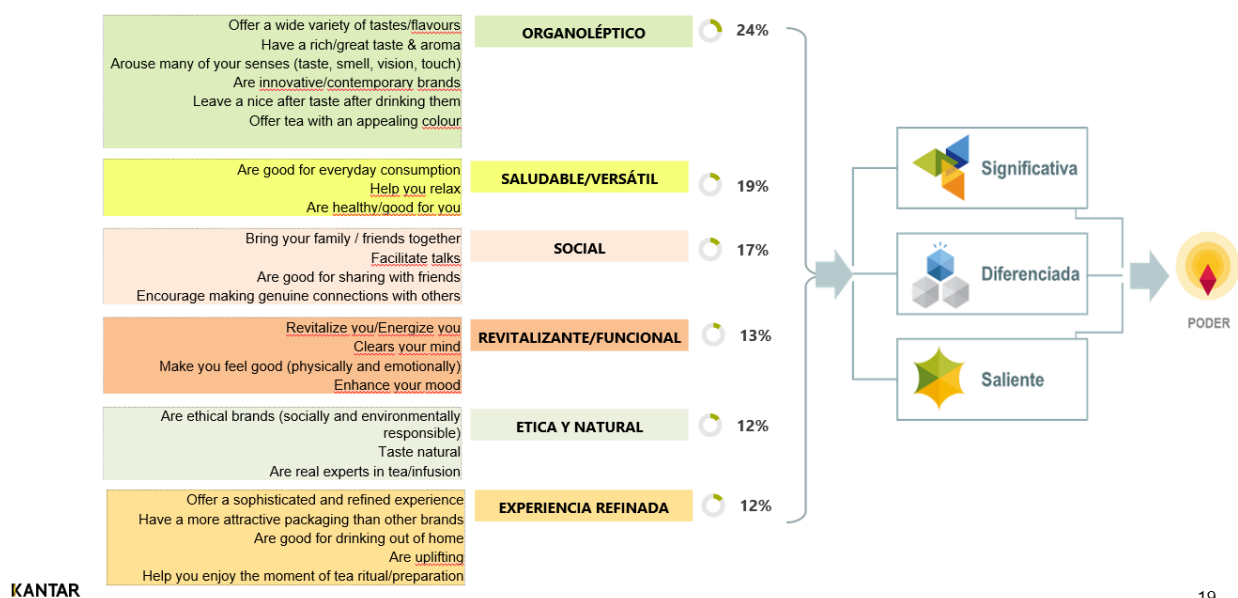 Offer a wide variety of tastes/flavours
Have a rich/great taste & aroma
Arouse many of your senses (taste, smell, vision, touch)
Are innovative/contemporary brands
Leave a nice after taste after drinking them
Offer tea with an appealing colour
ORGANOLÉPTICO
24%
Are good for everyday consumption
Help you relax
Are healthy/good for you
SALUDABLE/VERSÁTIL
19%
Bring your family / friends together
Facilitate talks
Are good for sharing with friends
Encourage making genuine connections with others
SOCIAL
17%
Revitalize you/Energize you
Clears your mind
Make you feel good (physically and emotionally)
Enhance your mood
REVITALIZANTE/FUNCIONAL
13%
Are ethical brands (socially and environmentally
responsible)
Taste natural
Are real experts in tea/infusion
ETICA Y NATURAL
12%
Offer a sophisticated and refined experience
Have a more attractive packaging than other brands
Are good for drinking out of home
Are uplifting
Help you enjoy the moment of tea ritual/preparation
EXPERIENCIA REFINADA
12%
Significativa
Diferenciada
Saliente
PODER
KANTAR
19